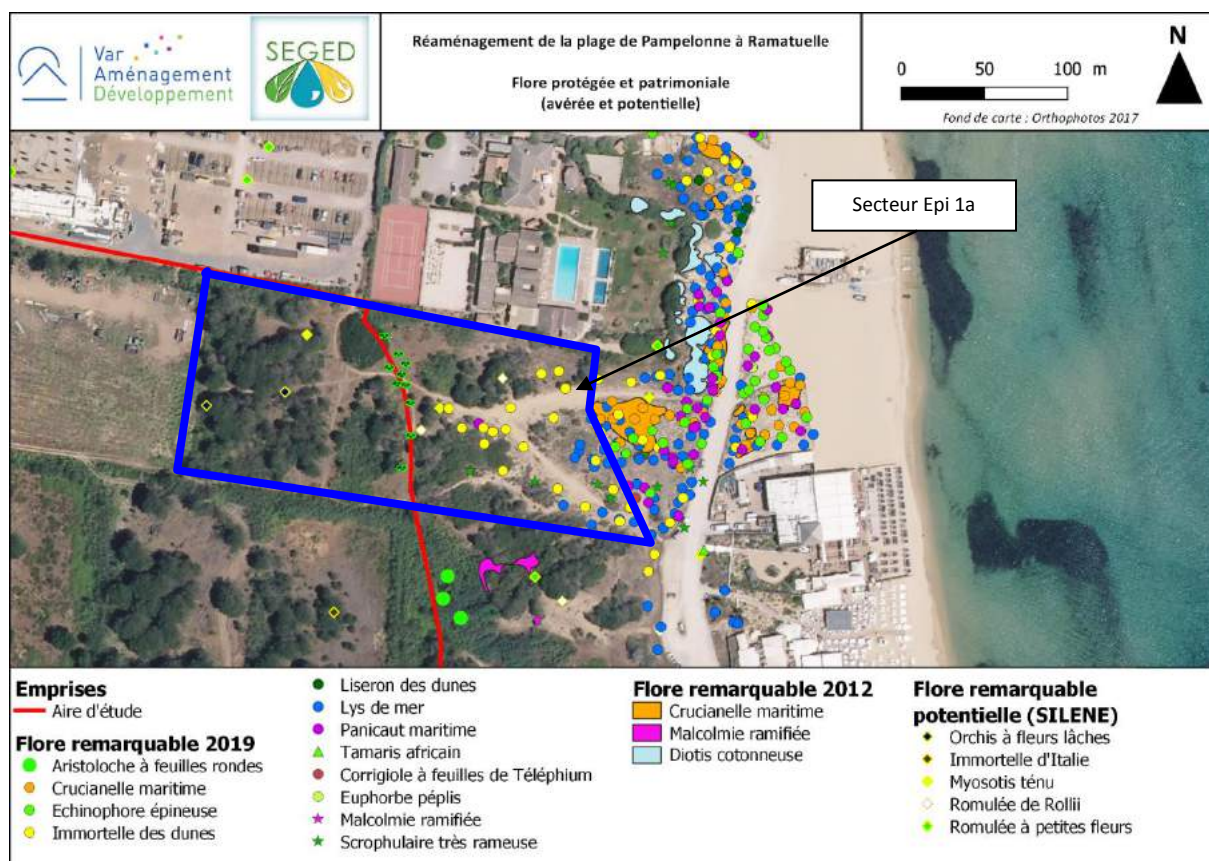 Var
Aménagement
Développement
SEGED
Réaménagement de la plage de Pampelonne à Ramatuelle
Flore protégée et patrimoniale
(avérée et potentielle)
0 50 100 m
Fond de carte : Orthophotos 2017
N
Secteur Epi 1a
Emprises
Aire d'étude
Flore remarquable 2019
Aristoloche à feuilles rondes
Crucianelle maritime
Echinophore épineuse
Immortelle des dunes
Liseron des dunes
Lys de mer
Panicaut maritime
Tamaris africain
Corrigiole à feuilles de Téléphium
Euphorbe péplis
Malcolmie ramifiée
Scrophulaire très rameuse
Flore remarquable 2012
Crucianelle maritime
Malcolmie ramifiée
Diotis cotonneuse
Flore remarquable
potentielle (SILENE)
Orchis à fleurs lâches
Immortelle d'Italie
Myosotis ténu
Romulée de Rollii
Romulée à petites fleurs